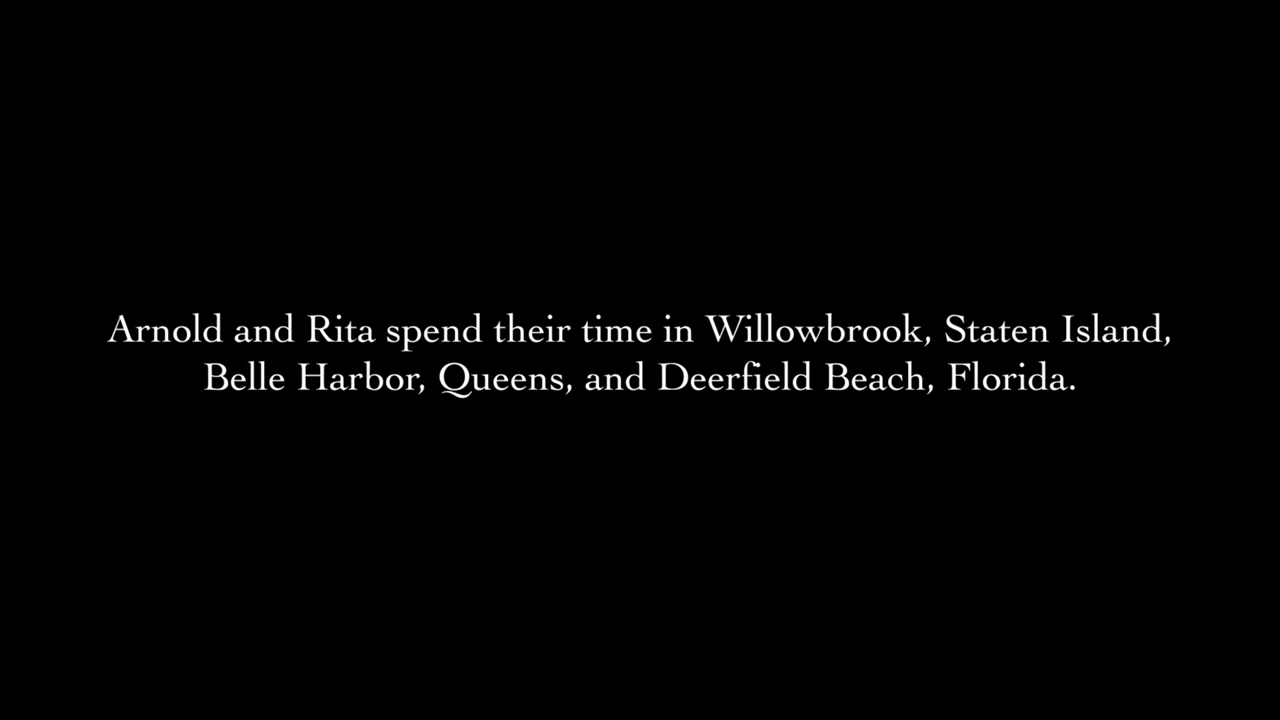 Arnold and Rita spend their time in Willowbrook, Staten Island,
Belle Harbor, Queens, and Deerfield Beach, Florida.